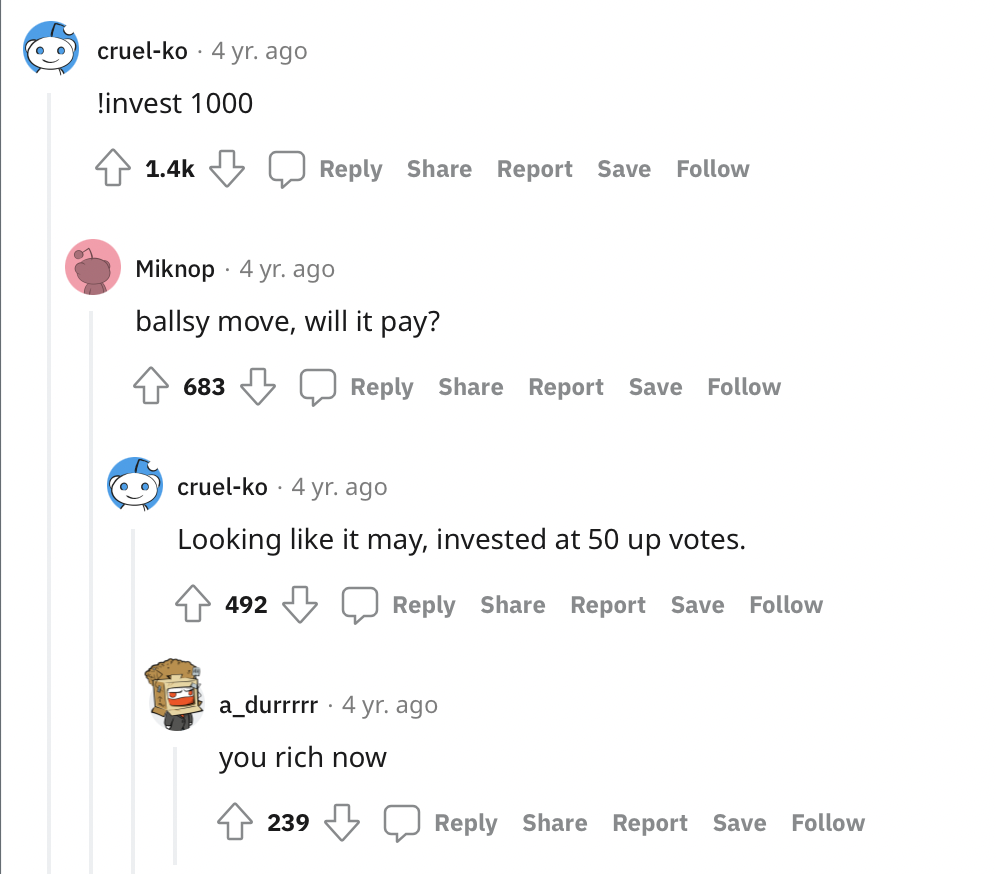 cruel-ko · 4 yr. ago
!invest 1000
1.4k Reply Share Report Save Follow
Miknop · 4 yr. ago
ballsy move, will it pay?
683 Reply Share Report Save Follow
cruel-ko · 4 yr. ago
Looking like it may, invested at 50 up votes.
492 Reply Share Report Save Follow
a_durrrrr · 4 yr. ago
you rich now
239 Reply Share Report Save Follow